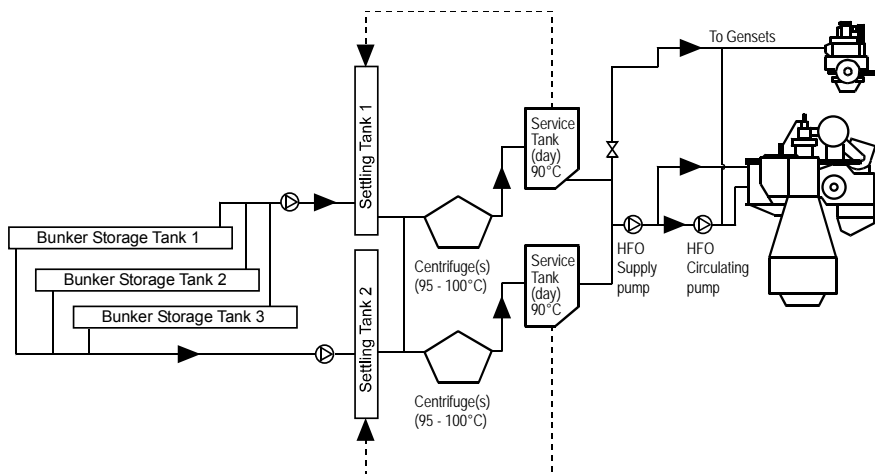 To Gensets
Settling Tank 1
Service
Tank
(day)
90°C
Bunker Storage Tank 1
Bunker Storage Tank 2
Bunker Storage Tank 3
Centrifuge(s)
(95 - 100°C)
HFO
Supply
pump
HFO
Circulating
pump
Settling Tank 2
Service
Tank
(day)
90°C
Centrifuge(s)
(95 - 100°C)